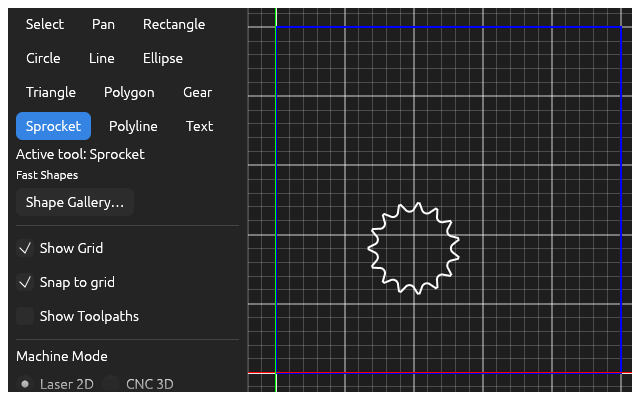 Select Pan Rectangle
Circle Line Ellipse
Triangle Polygon Gear
Sprocket Polyline Text
Active tool: Sprocket
Fast Shapes
Shape Gallery...
Show Grid
Snap to grid
Show Toolpaths
Machine Mode
Laser 2D CNC 3D